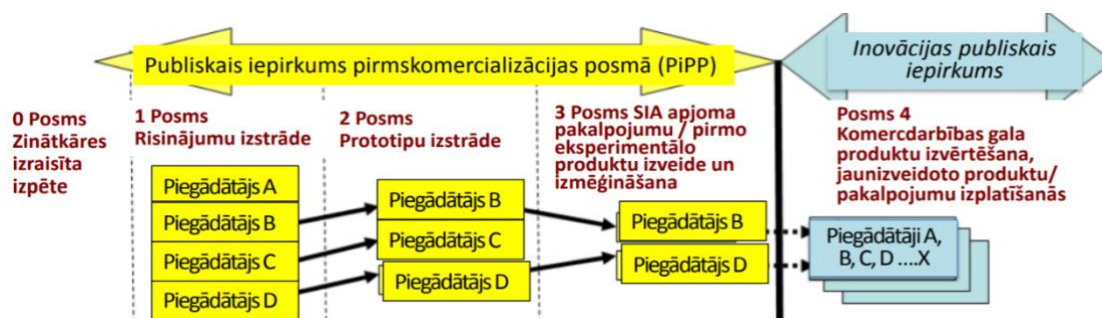 Publiskais iepirkums pirmskomercializācijas posmā (PiPP)
Inovācijas publiskais
iepirkums
0 Posms
Zinātkāres
izraisīta
izpēte
1 Posms
Risinājumu izstrāde
2 Posms
Prototipu izstrāde
3 Posms SIA apjoma
pakalpojumu / pirmo
eksperimentālo
produktu izveide un
izmēģināšana
Posms 4
Komercdarbības gala
produktu izvērtēšana,
jaunizveidoto produktu/
pakalpojumu izplatīšanās
Piegādātājs A
Piegādātājs B
Piegādātājs C
Piegādātājs D
Piegādātājs B
Piegādātājs C
Piegādātājs D
Piegādātājs B
Piegādātājs D
Piegādātāji A,
B, C, D ....X